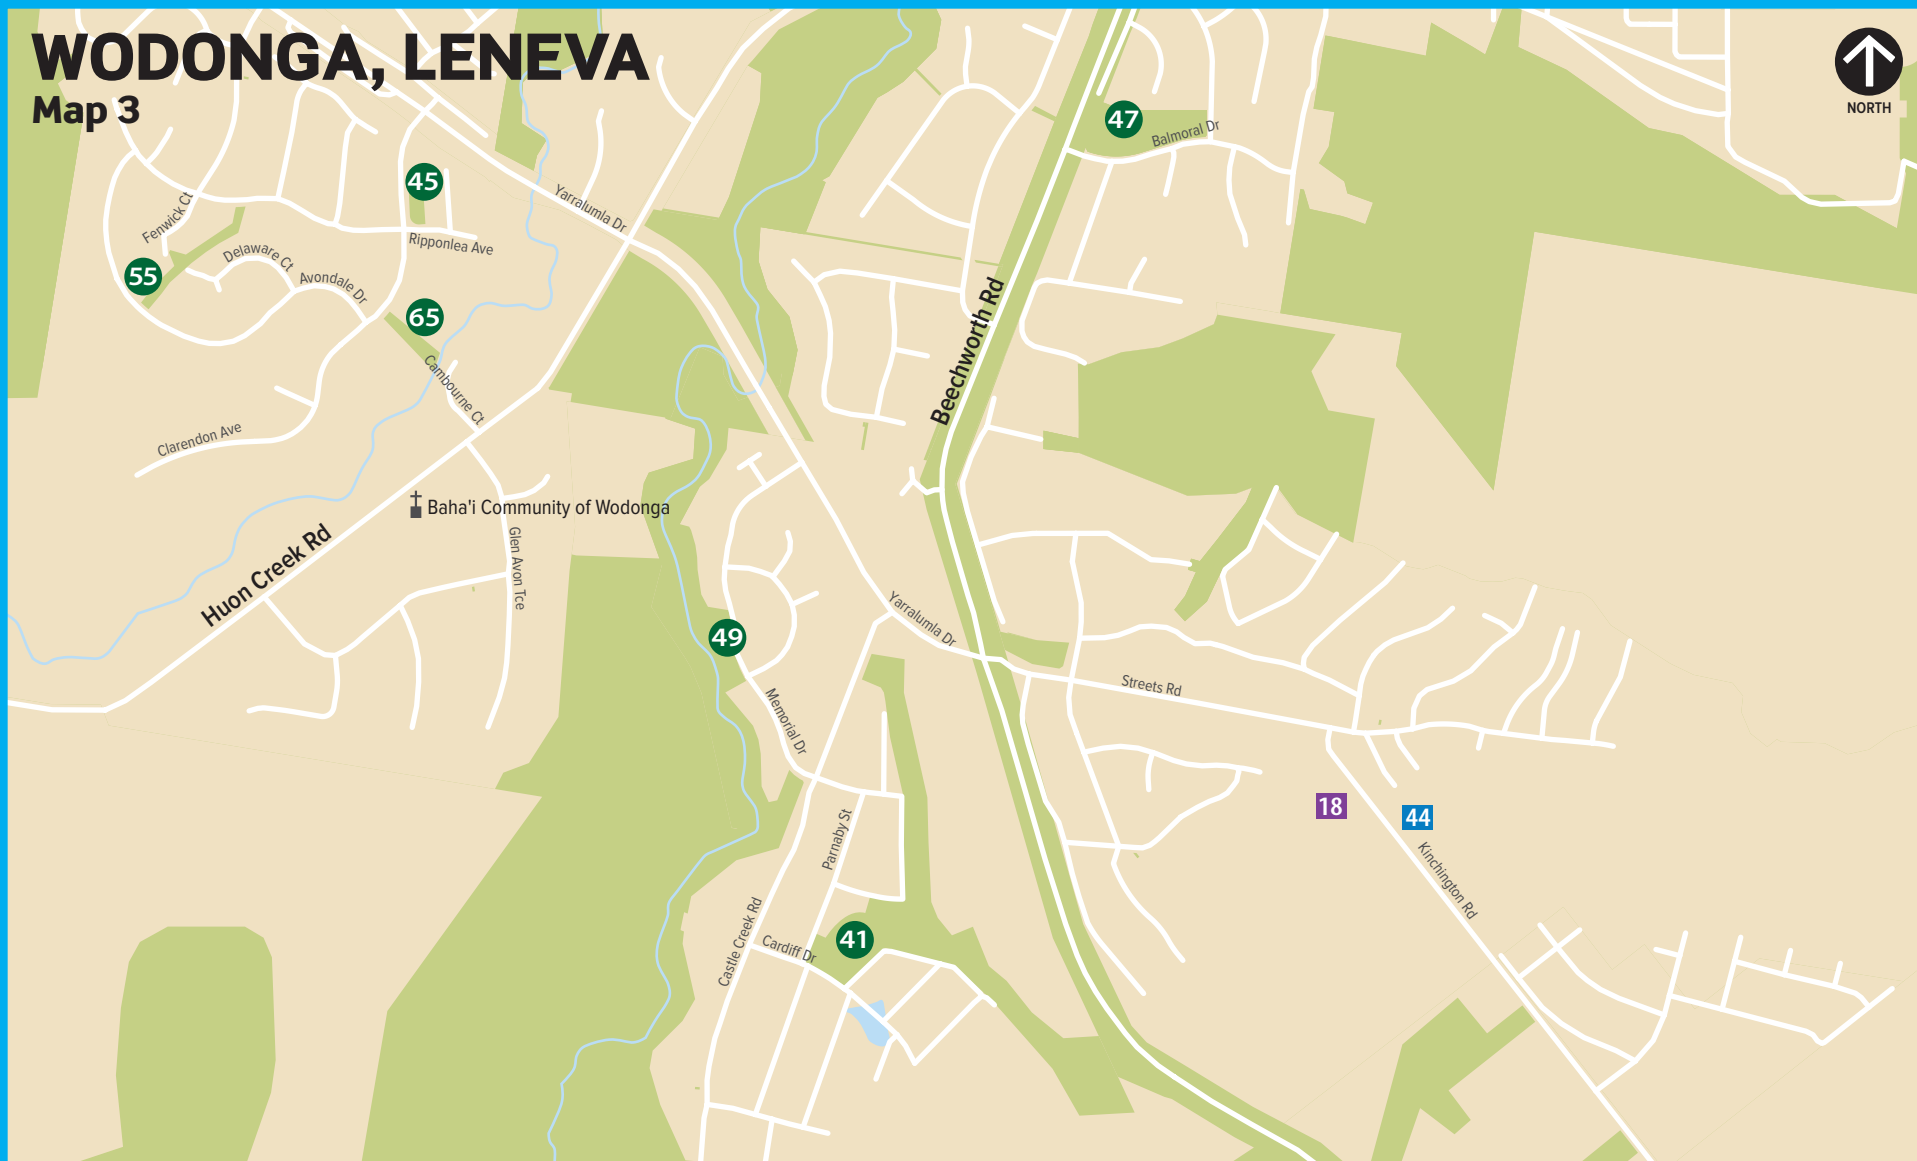 WODONGA, LENEVA
Map 3
NORTH
47
Balmoral Dr
45
Yarralumla Dr
Fenwick Ct
Ripponlea Ave
Delaware Ct
55
Avondale Dr
65
Beechworth Rd
Cambourne Ct
Clarendon Ave
Baha'i Community of Wodonga
Huon Creek Rd
Glen Avon Tce
49
Yarralumla Dr
Streets Rd
Memorial Dr
18
44
Parnaby St
Kinchington Rd
Castle Creek Rd
Cardiff Dr
41